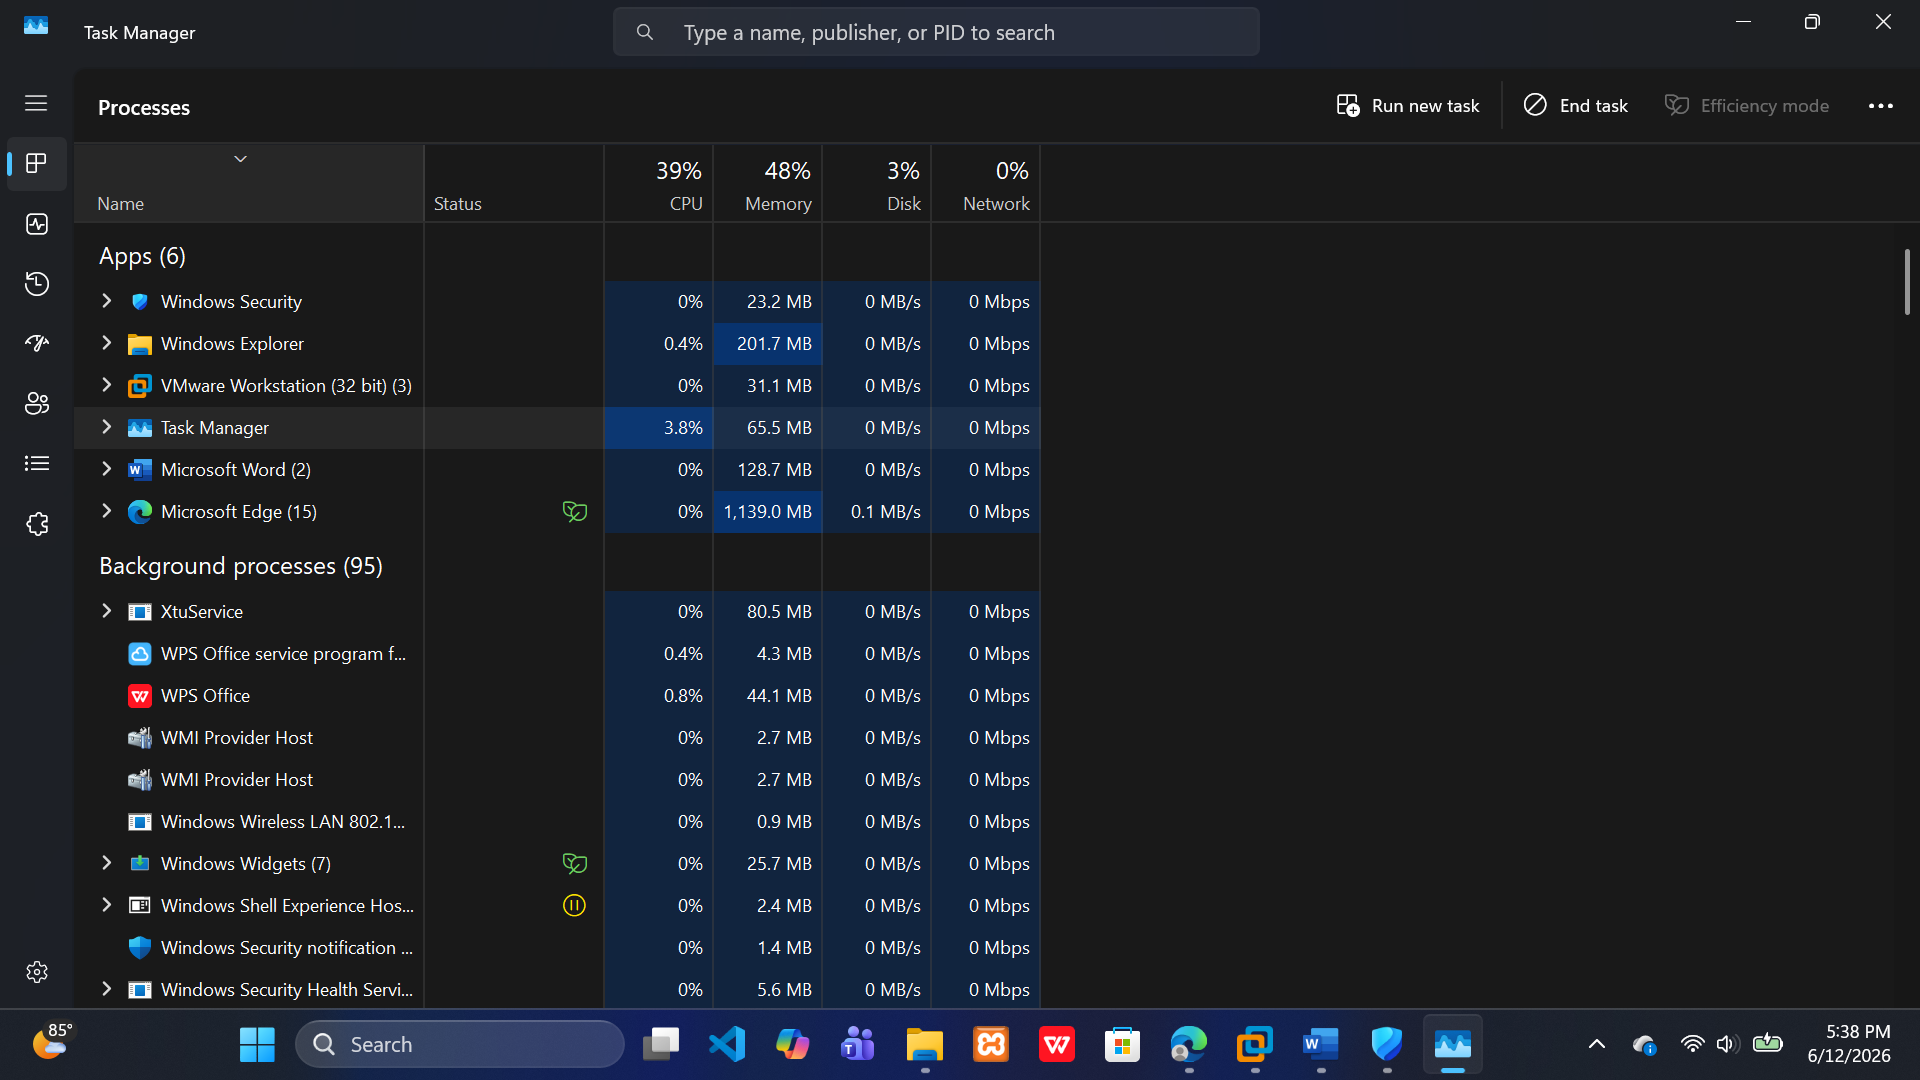 Task Manager
Type a name, publisher, or PID to search
Processes
Run new task
End task
Efficiency mode
39% 48% 3% 0%
Name Status CPU Memory Disk Network
Apps (6)
Windows Security 0% 23.2 MB 0 MB/s 0 Mbps
Windows Explorer 0.4% 201.7 MB 0 MB/s 0 Mbps
VMware Workstation (32 bit) (3) 0% 31.1 MB 0 MB/s 0 Mbps
Task Manager 3.8% 65.5 MB 0 MB/s 0 Mbps
Microsoft Word (2) 0% 128.7 MB 0 MB/s 0 Mbps
Microsoft Edge (15) 0% 1,139.0 MB 0.1 MB/s 0 Mbps
Background processes (95)
XtuService 0% 80.5 MB 0 MB/s 0 Mbps
WPS Office service program f... 0.4% 4.3 MB 0 MB/s 0 Mbps
WPS Office 0.8% 44.1 MB 0 MB/s 0 Mbps
WMI Provider Host 0% 2.7 MB 0 MB/s 0 Mbps
WMI Provider Host 0% 2.7 MB 0 MB/s 0 Mbps
Windows Wireless LAN 802.1... 0% 0.9 MB 0 MB/s 0 Mbps
Windows Widgets (7) 0% 25.7 MB 0 MB/s 0 Mbps
Windows Shell Experience Hos... 0% 2.4 MB 0 MB/s 0 Mbps
Windows Security notification ... 0% 1.4 MB 0 MB/s 0 Mbps
Windows Security Health Servi... 0% 5.6 MB 0 MB/s 0 Mbps
85°
Search
5:38 PM
6/12/2026